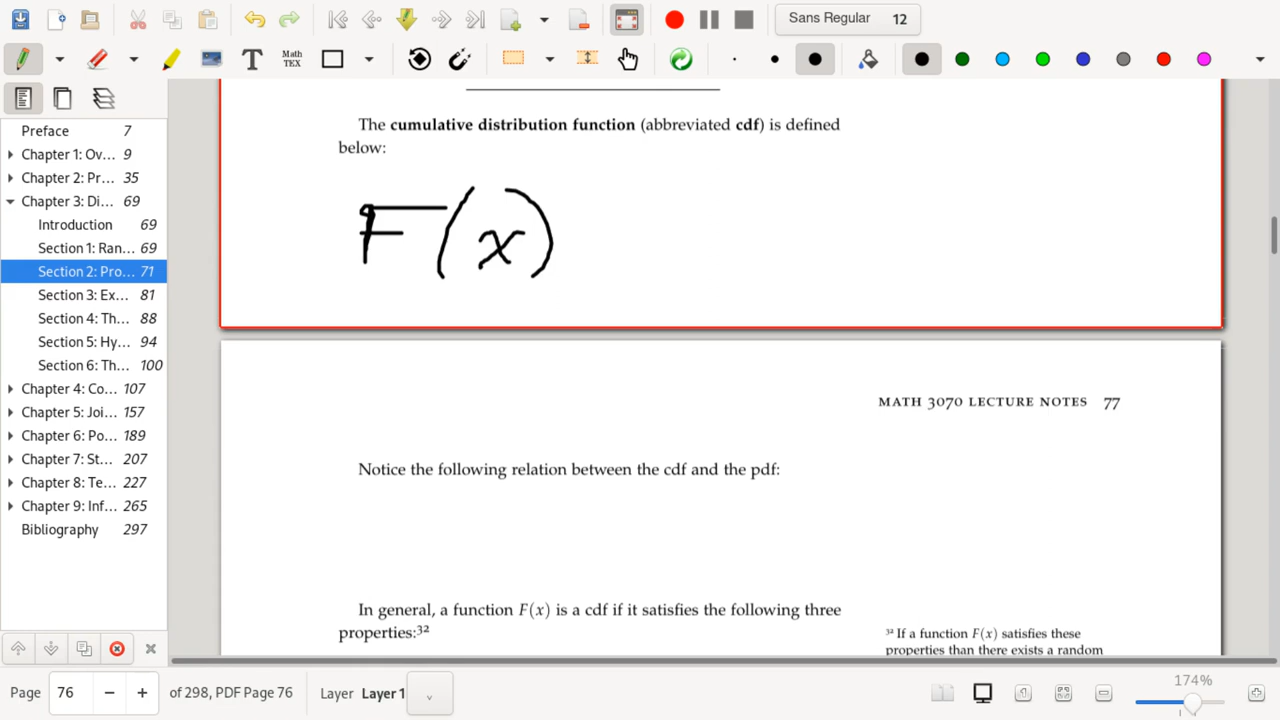 Sans Regular 12
T Math TEX
Preface 7
Chapter 1: Ov... 9
Chapter 2: Pr... 35
Chapter 3: Di... 69
Introduction 69
Section 1: Ran... 69
Section 2: Pro... 71
Section 3: Ex... 81
Section 4: Th... 88
Section 5: Hy... 94
Section 6: Th... 100
Chapter 4: Co... 107
Chapter 5: Joi... 157
Chapter 6: Po... 189
Chapter 7: St... 207
Chapter 8: Te... 227
Chapter 9: Inf... 265
Bibliography 297
The cumulative distribution function (abbreviated cdf) is defined
below:
F(x)
MATH 3070 LECTURE NOTES 77
Notice the following relation between the cdf and the pdf:
In general, a function F(x) is a cdf if it satisfies the following three
properties:³²
³² If a function F(x) satisfies these
properties than there exists a random
Page 76 of 298, PDF Page 76 Layer Layer 1
174%